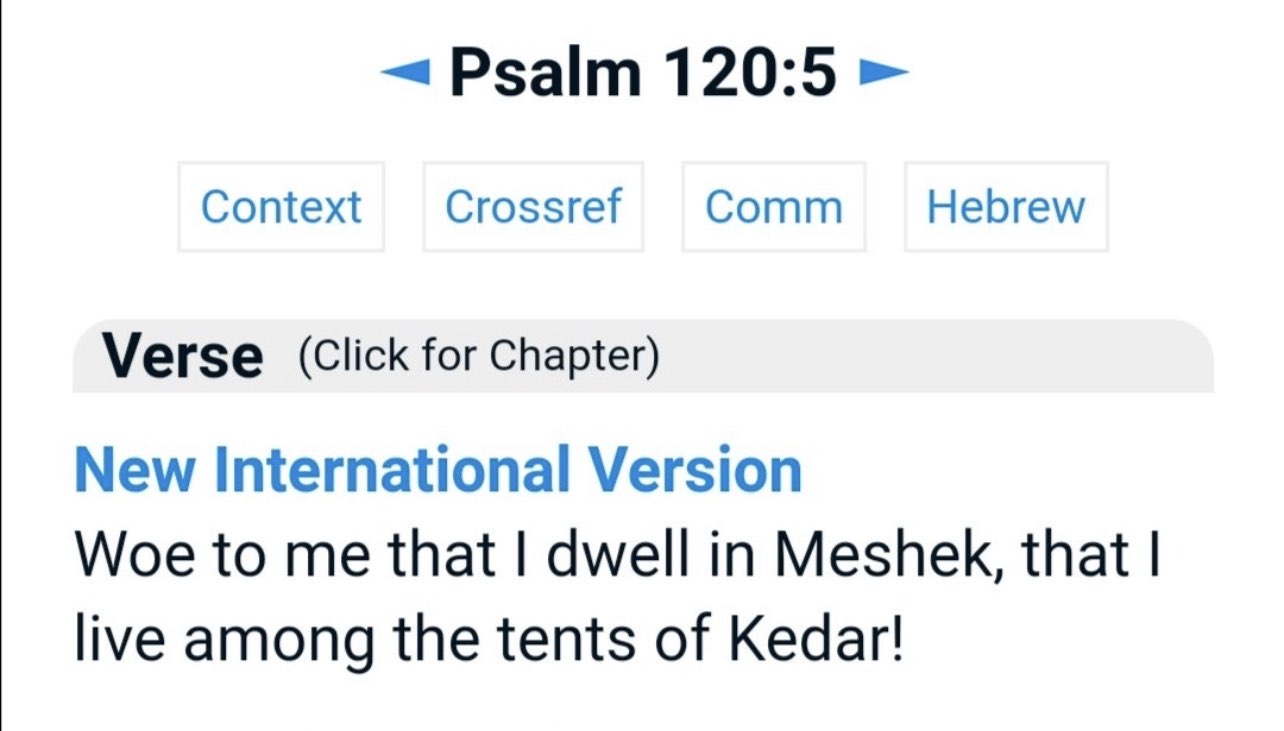 Psalm 120:5
Context Crossref Comm Hebrew
Verse (Click for Chapter)
New International Version
Woe to me that I dwell in Meshek, that I
live among the tents of Kedar!